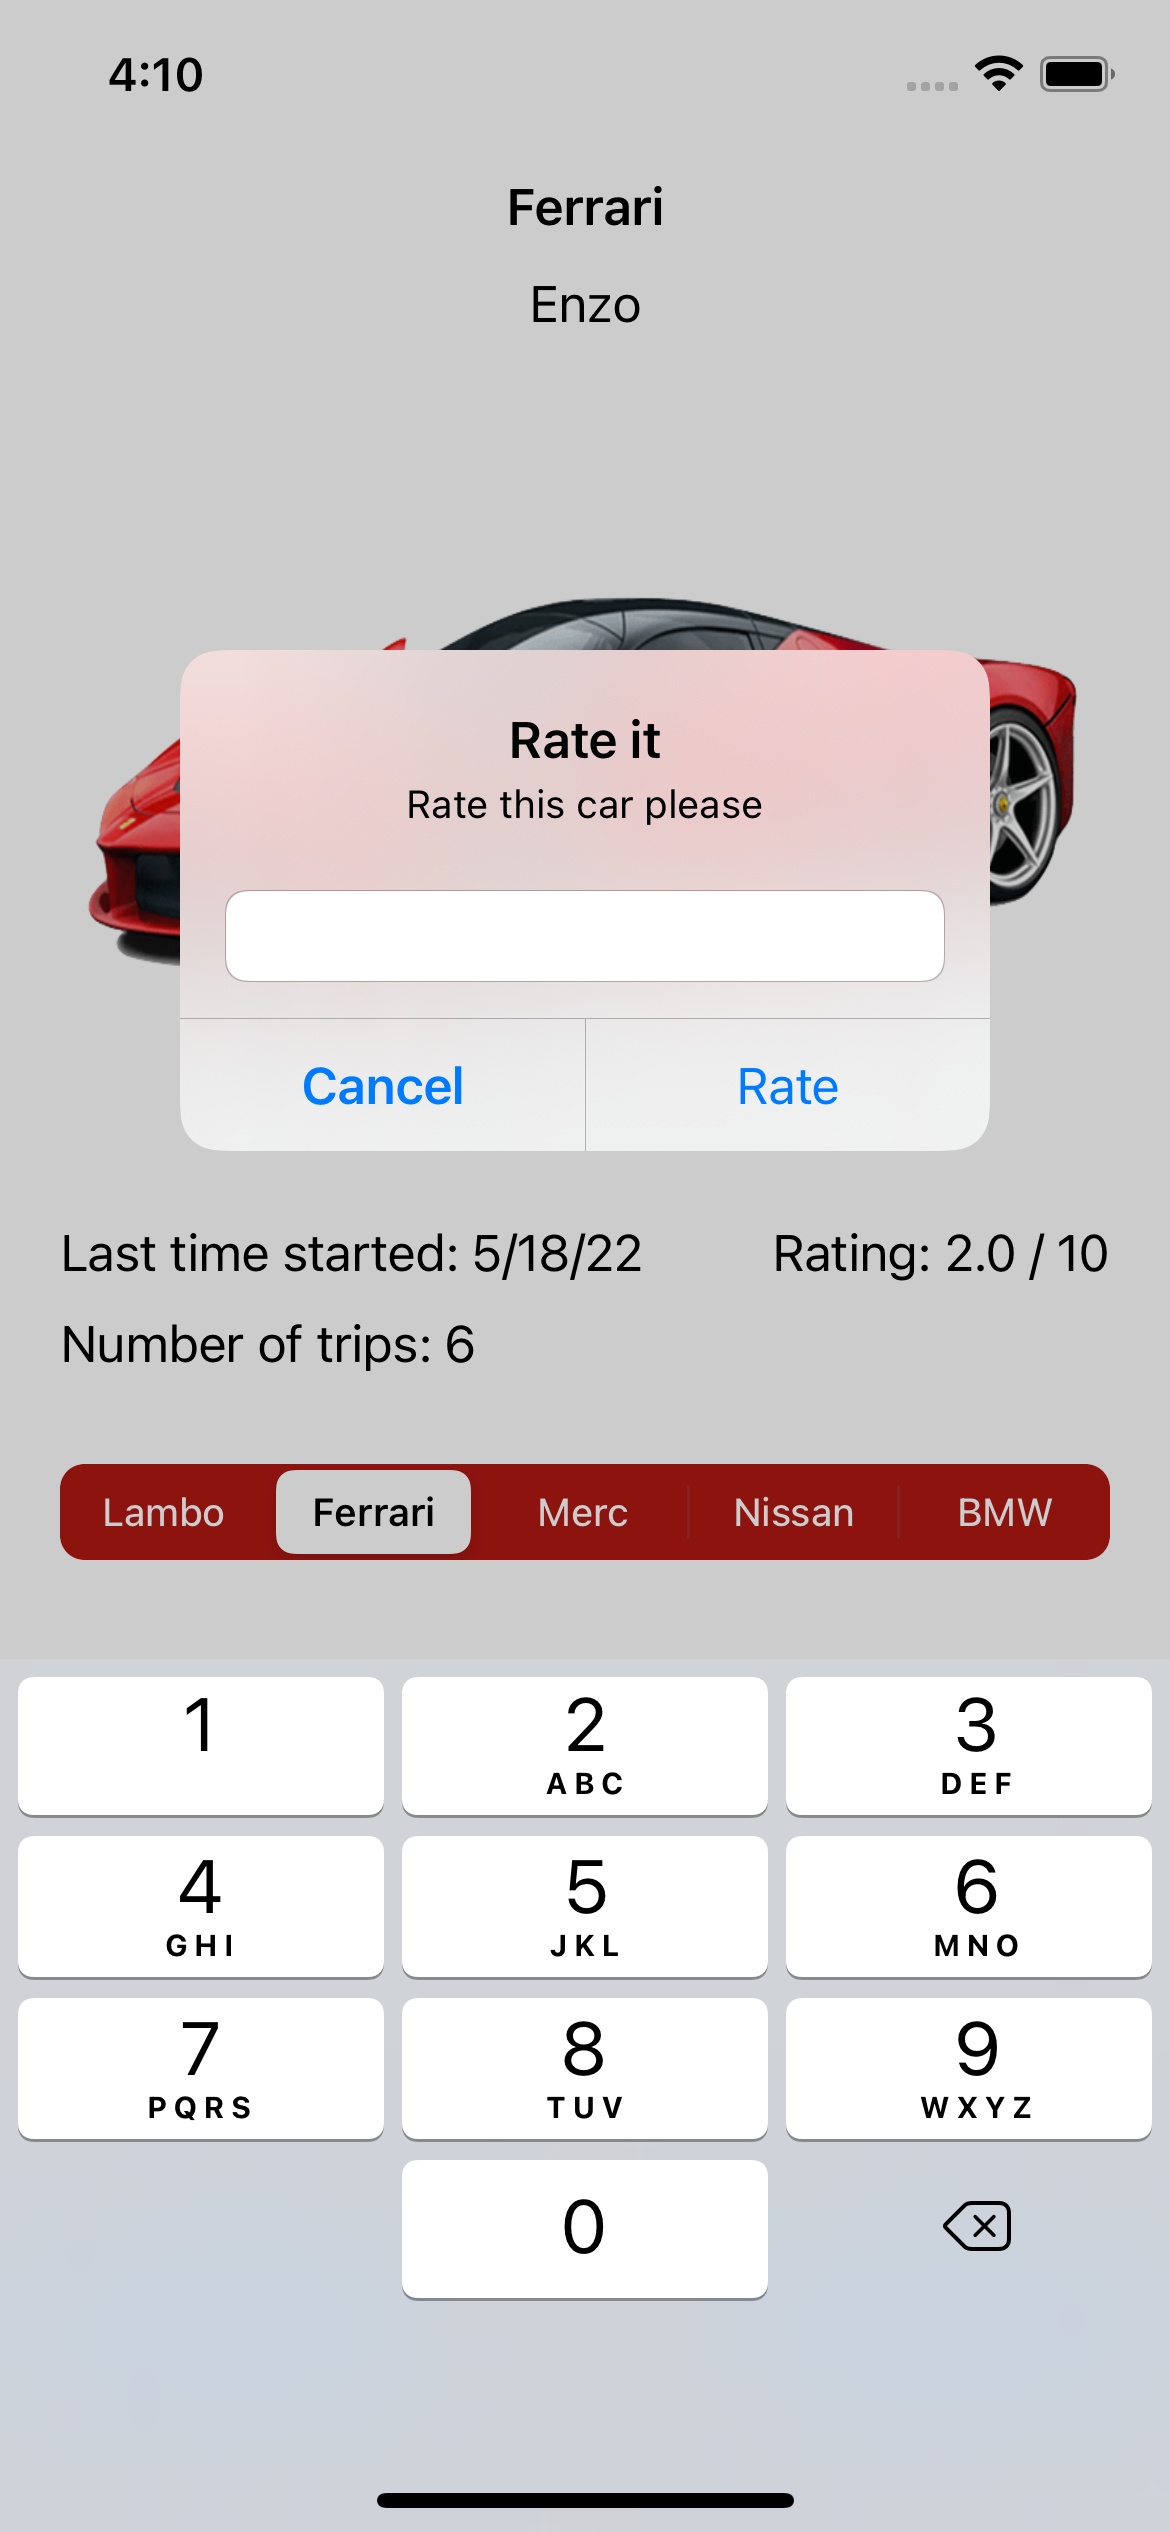 4:10
Ferrari
Enzo
Rate it
Rate this car please
Cancel
Rate
Last time started: 5/18/22
Rating: 2.0 / 10
Number of trips: 6
Lambo
Ferrari
Merc
Nissan
BMW
1
2
ABC
3
DEF
4
GHI
5
JKL
6
MNO
7
PQRS
8
TUV
9
WXYZ
0